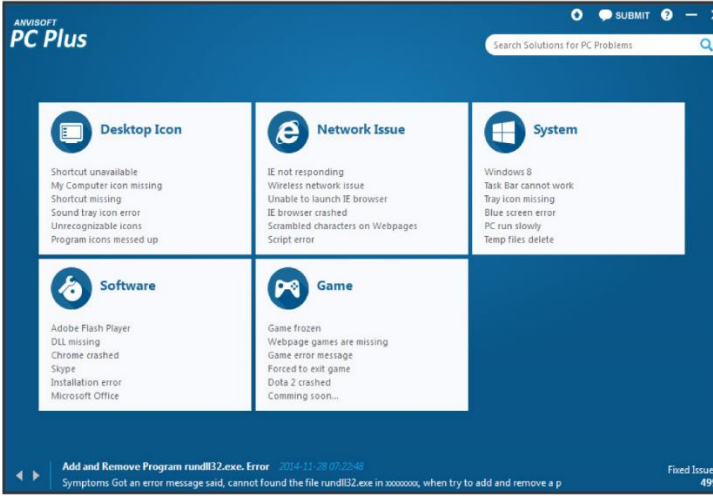 ANVISOFT
PC Plus
SUBMIT
Search Solutions for PC Problems
Desktop Icon
Shortcut unavailable
My Computer icon missing
Shortcut missing
Sound tray icon error
Unrecognizable icons
Program icons messed up
Network Issue
IE not responding
Wireless network issue
Unable to launch IE browser
IE browser crashed
Scrambled characters on Webpages
Script error
System
Windows 8
Task Bar cannot work
Tray icon missing
Blue screen error
PC run slowly
Temp files delete
Software
Adobe Flash Player
DLL missing
Chrome crashed
Skype
Installation error
Microsoft Office
Game
Game frozen
Webpage games are missing
Game error message
Forced to exit game
Dota 2 crashed
Comming soon...
Add and Remove Program rundll32.exe. Error 2014-11-28 07:22:48
Symptoms Got an error message said, cannot found the file rundll32.exe in xxxxxxxx, when try to add and remove a p
Fixed Issue
499